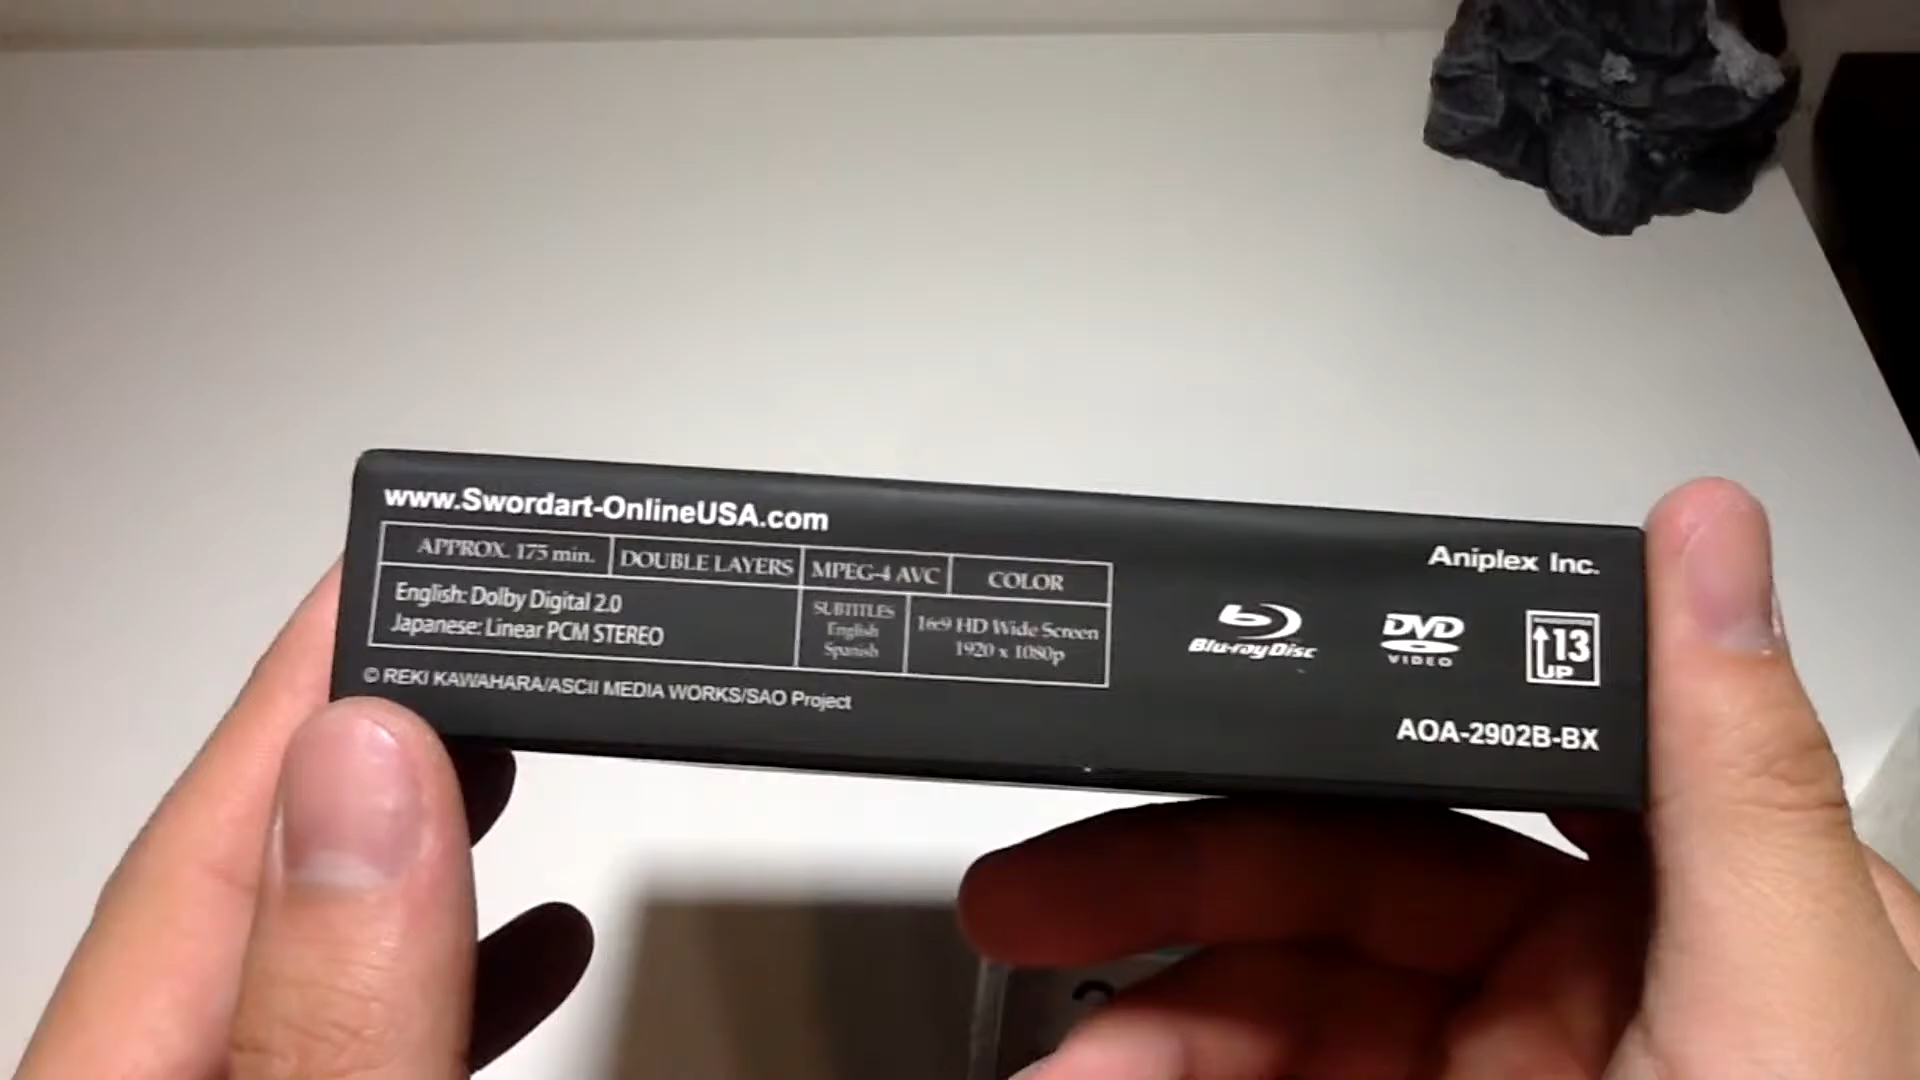 www.Swordart-OnlineUSA.com
APPROX. 175 min.
DOUBLE LAYERS
MPEG-4 AVC
COLOR
English: Dolby Digital 2.0
Japanese: Linear PCM STEREO
SUBTITLES
English
Spanish
16:9 HD Wide Screen
1920 x 1080p
© REKI KAWAHARA/ASCII MEDIA WORKS/SAO Project
Aniplex Inc.
Blu-ray Disc
DVD
VIDEO
13
UP
AOA-2902B-BX